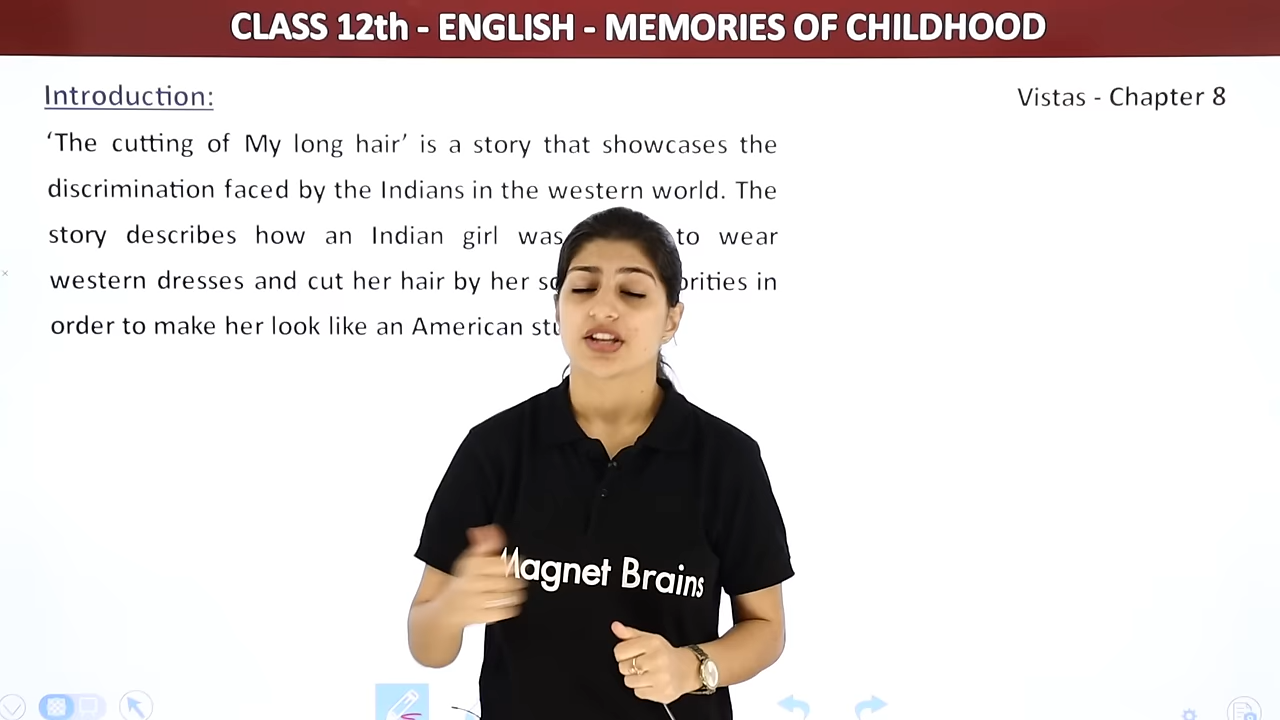 CLASS 12th - ENGLISH - MEMORIES OF CHILDHOOD
Introduction:
Vistas - Chapter 8
‘The cutting of My long hair’ is a story that showcases the
discrimination faced by the Indians in the western world. The
story describes how an Indian girl was to wear
western dresses and cut her hair by her in
order to make her look like an American
Magnet Brains